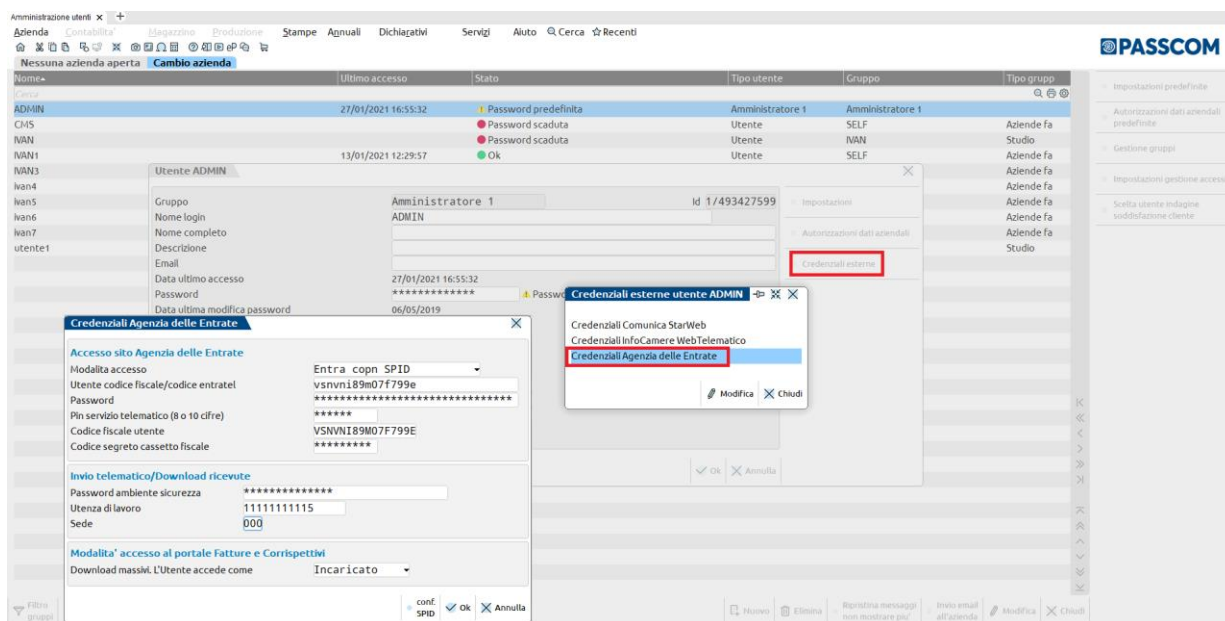 Amministrazione utenti x +
Azienda Contabilita' Magazzino Produzione Stampe Annuali Dichiarativi Servizi Aiuto Cerca Recenti
PASSCOM
Nessuna azienda aperta Cambio azienda
Nome Ultimo accesso Stato Tipo utente Gruppo Tipo grupp
Cerca
Impostazioni predefinite
ADMIN 27/01/2021 16:55:32 Password predefinita Amministratore 1 Amministratore 1
Autorizzazioni dati aziendali predefinite
CMS Password scaduta Utente SELF Aziende fa
IVAN Password scaduta Utente IVAN Studio
Gestione gruppi
IVAN1 13/01/2021 12:29:57 Ok Utente SELF Aziende fa
IVAN3 Aziende fa
Impostazioni gestione access
ivan4 Aziende fa
ivan5 Aziende fa
Scelta utente indagine soddisfazione cliente
ivan6 Aziende fa
ivan7 Aziende fa
utente1 Studio
Utente ADMIN
Gruppo Amministratore 1 Id 1/493427599
Nome login ADMIN
Nome completo
Descrizione
Email
Data ultimo accesso 27/01/2021 16:55:32
Password ************* Passwo
Data ultima modifica password 06/05/2019
Impostazioni
Autorizzazioni dati aziendali
Credenziali esterne
Ok Annulla
Credenziali esterne utente ADMIN
Credenziali Comunica StarWeb
Credenziali InfoCamere WebTelematico
Credenziali Agenzia delle Entrate
Modifica Chiudi
Credenziali Agenzia delle Entrate
Accesso sito Agenzia delle Entrate
Modalita accesso Entra copn SPID
Utente codice fiscale/codice entratel vsnvni89m07f799e
Password ********************************
Pin servizio telematico (8 o 10 cifre) ******
Codice fiscale utente VSNVNI89M07F799E
Codice segreto cassetto fiscale *********
Invio telematico/Download ricevute
Password ambiente sicurezza **************
Utenza di lavoro 11111111115
Sede 000
Modalita' accesso al portale Fatture e Corrispettivi
Download massivi. L'Utente accede come Incaricato
conf. SPID Ok Annulla
Filtro gruppi
Nuovo Elimina Ripristina messaggi non mostrare piu' Invio email all'azienda Modifica Chiudi